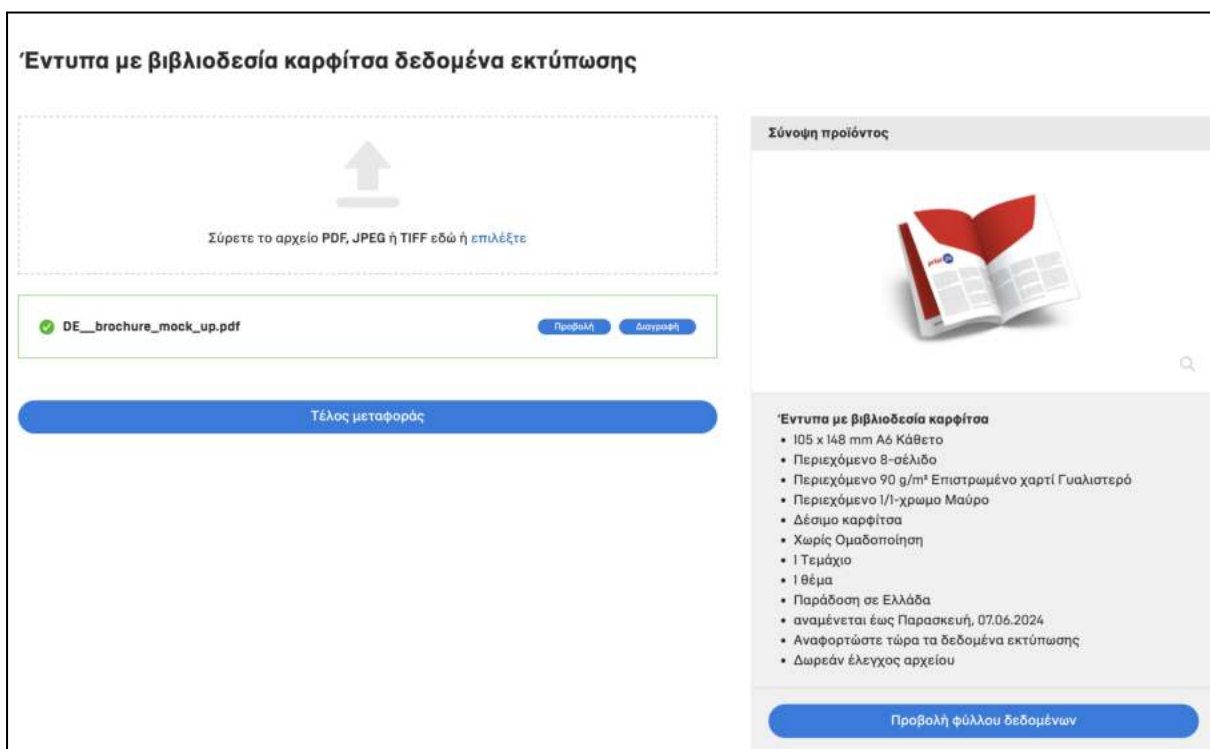 Έντυπα με βιβλιοδεσία καρφίτσα δεδομένα εκτύπωσης
Σύρετε το αρχείο PDF, JPEG ή TIFF εδώ ή επιλέξτε
DE__brochure_mock_up.pdf
Προβολή
Διαγραφή
Τέλος μεταφοράς
Σύνοψη προϊόντος
print24
Έντυπα με βιβλιοδεσία καρφίτσα
• 105 x 148 mm A6 Κάθετο
• Περιεχόμενο 8-σέλιδο
• Περιεχόμενο 90 g/m² Επιστρωμένο χαρτί Γυαλιστερό
• Περιεχόμενο 1/1-χρωμο Μαύρο
• Δέσιμο καρφίτσα
• Χωρίς Ομαδοποίηση
• 1 Τεμάχιο
• 1 θέμα
• Παράδοση σε Ελλάδα
• αναμένεται έως Παρασκευή, 07.06.2024
• Αναφορτώστε τώρα τα δεδομένα εκτύπωσης
• Δωρεάν έλεγχος αρχείου
Προβολή φύλλου δεδομένων